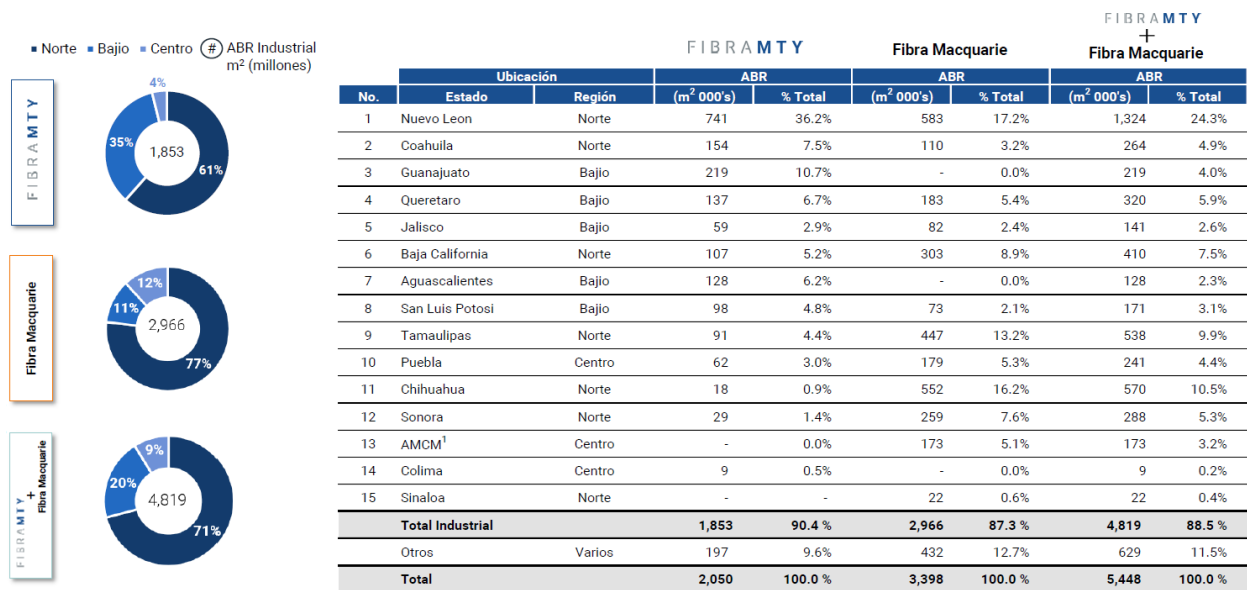 Norte Bajio Centro # ABR Industrial
m² (millones)
FIBRAMTY
4%
35%
1,853
61%
Fibra Macquarie
12%
11%
2,966
77%
FIBRAMTY
+
Fibra Macquarie
9%
20%
4,819
71%
FIBRAMTY
FIBRAMTY Fibra Macquarie +
Fibra Macquarie
Ubicación ABR ABR ABR
No. Estado Región (m² 000's) % Total (m² 000's) % Total (m² 000's) % Total
1 Nuevo Leon Norte 741 36.2% 583 17.2% 1,324 24.3%
2 Coahuila Norte 154 7.5% 110 3.2% 264 4.9%
3 Guanajuato Bajio 219 10.7% - 0.0% 219 4.0%
4 Queretaro Bajio 137 6.7% 183 5.4% 320 5.9%
5 Jalisco Bajio 59 2.9% 82 2.4% 141 2.6%
6 Baja California Norte 107 5.2% 303 8.9% 410 7.5%
7 Aguascalientes Bajio 128 6.2% - 0.0% 128 2.3%
8 San Luis Potosi Bajio 98 4.8% 73 2.1% 171 3.1%
9 Tamaulipas Norte 91 4.4% 447 13.2% 538 9.9%
10 Puebla Centro 62 3.0% 179 5.3% 241 4.4%
11 Chihuahua Norte 18 0.9% 552 16.2% 570 10.5%
12 Sonora Norte 29 1.4% 259 7.6% 288 5.3%
13 AMCM¹ Centro - 0.0% 173 5.1% 173 3.2%
14 Colima Centro 9 0.5% - 0.0% 9 0.2%
15 Sinaloa Norte - - 22 0.6% 22 0.4%
Total Industrial 1,853 90.4 % 2,966 87.3 % 4,819 88.5 %
Otros Varios 197 9.6% 432 12.7% 629 11.5%
Total 2,050 100.0 % 3,398 100.0 % 5,448 100.0 %